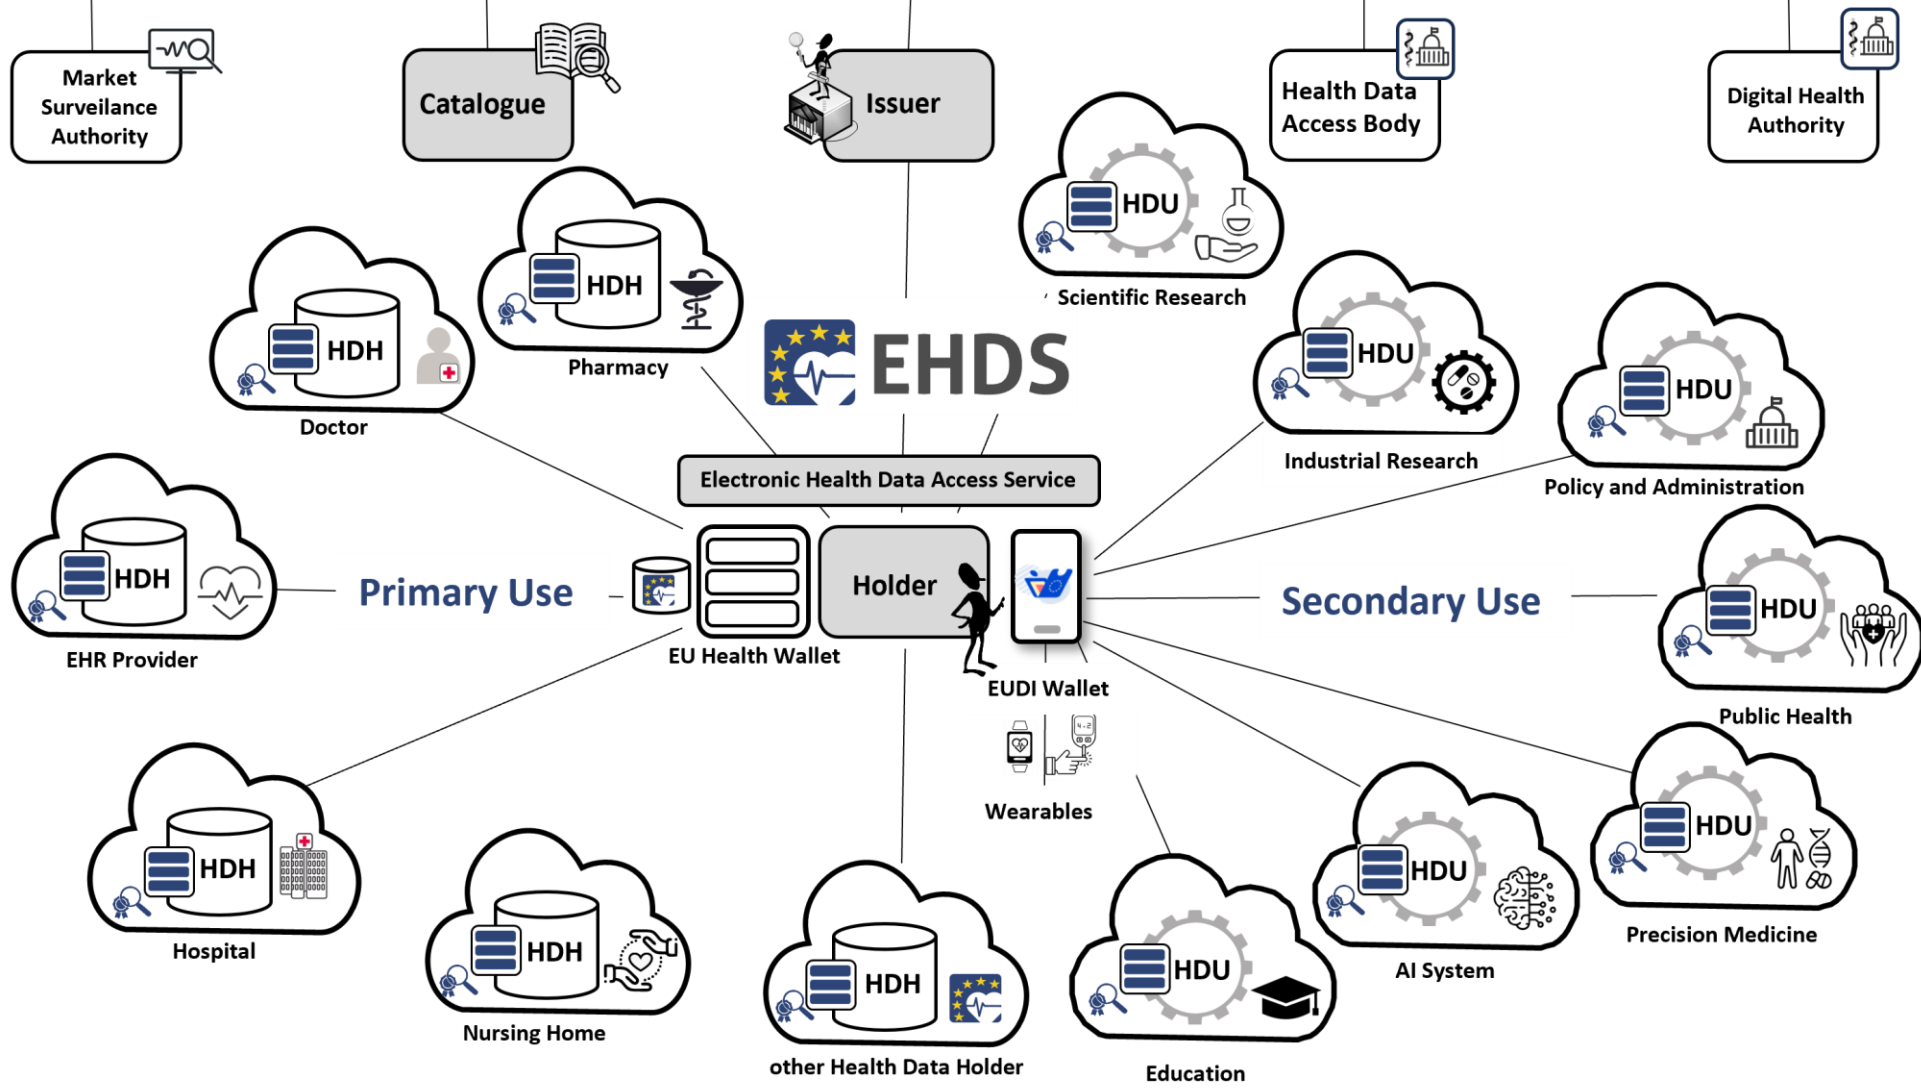 Market
Surveilance
Authority
Catalogue
Issuer
Health Data
Access Body
Digital Health
Authority
HDU
Scientific Research
HDH
Pharmacy
HDH
Doctor
EHDS
HDU
Industrial Research
HDU
Policy and Administration
Electronic Health Data Access Service
HDH
EHR Provider
Primary Use
EU Health Wallet
Holder
EUDI Wallet
Secondary Use
HDU
Public Health
4-2
Wearables
HDH
Hospital
HDH
Nursing Home
HDH
other Health Data Holder
HDU
Education
HDU
AI System
HDU
Precision Medicine